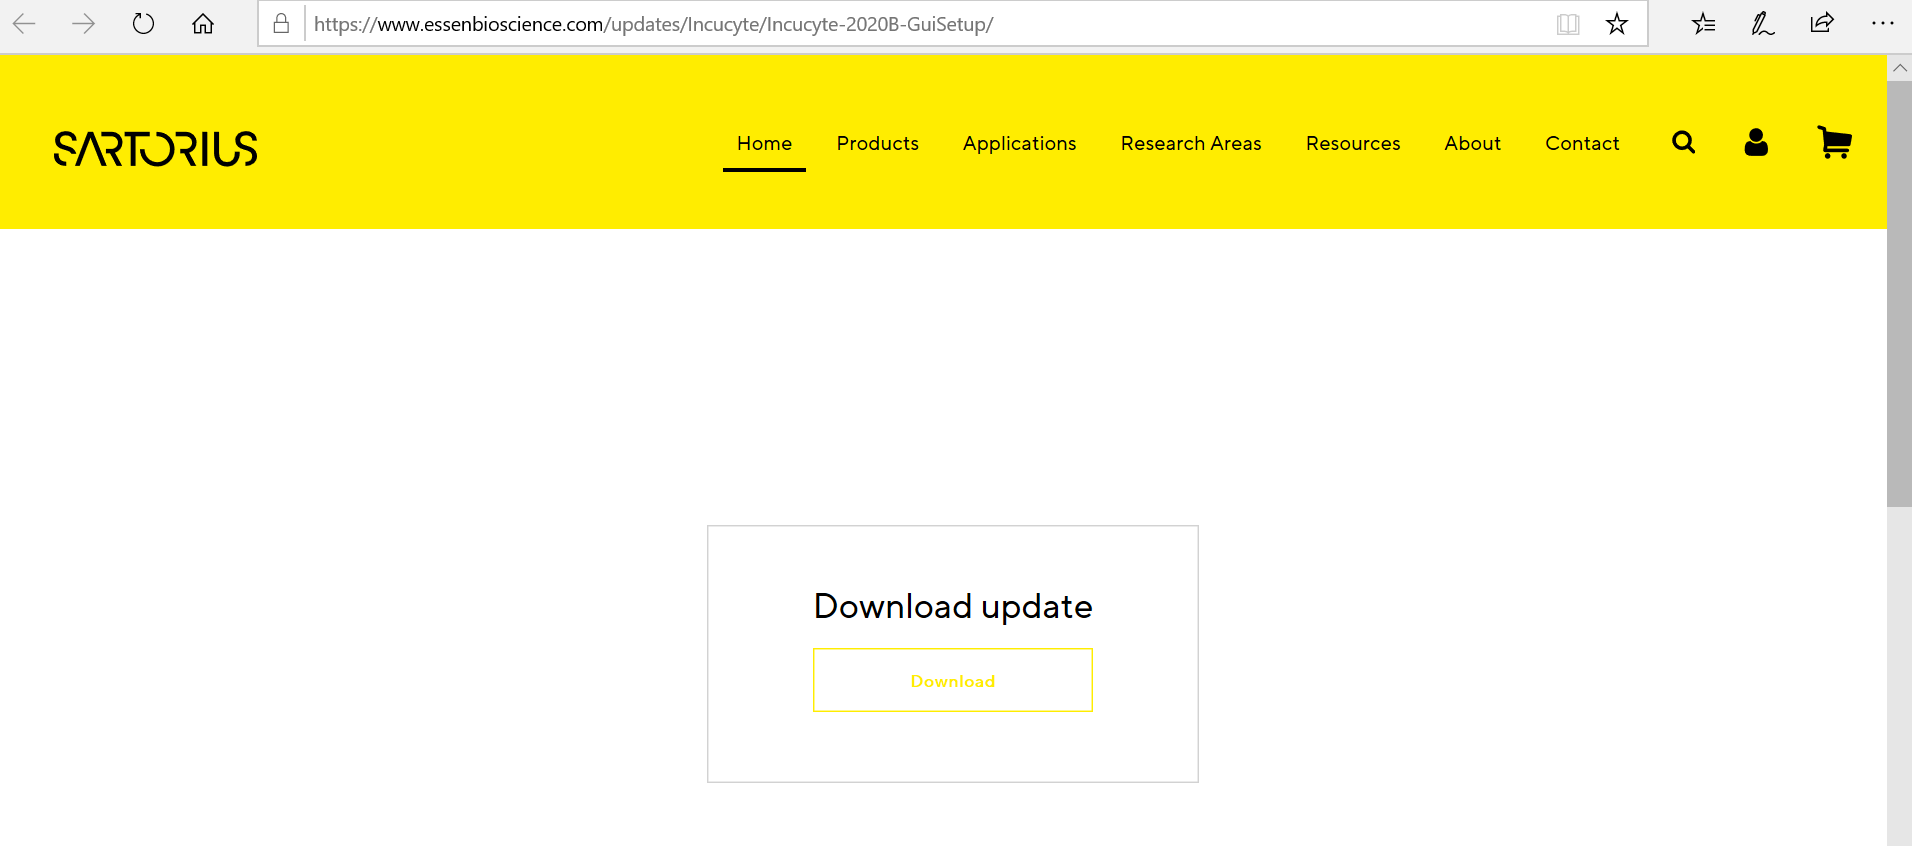 https://www.essenbioscience.com/updates/Incucyte/Incucyte-2020B-GuiSetup/
SARTORIUS
Home Products Applications Research Areas Resources About Contact
Download update
Download